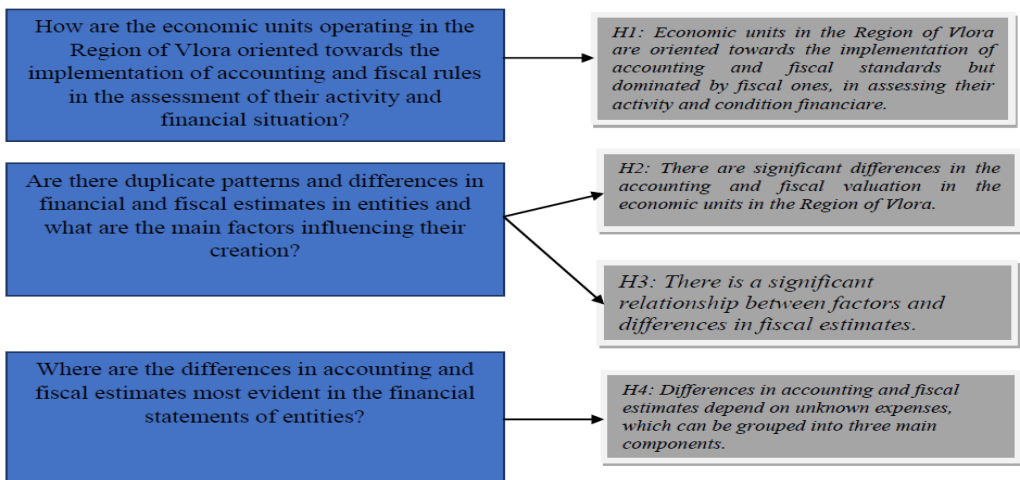 How are the economic units operating in the
Region of Vlora oriented towards the
implementation of accounting and fiscal rules
in the assessment of their activity and
financial situation?
H1: Economic units in the Region of Vlora
are oriented towards the implementation of
accounting and fiscal standards but
dominated by fiscal ones, in assessing their
activity and condition financiare.
Are there duplicate patterns and differences in
financial and fiscal estimates in entities and
what are the main factors influencing their
creation?
H2: There are significant differences in the
accounting and fiscal valuation in the
economic units in the Region of Vlora.
H3: There is a significant
relationship between factors and
differences in fiscal estimates.
Where are the differences in accounting and
fiscal estimates most evident in the financial
statements of entities?
H4: Differences in accounting and fiscal
estimates depend on unknown expenses,
which can be grouped into three main
components.